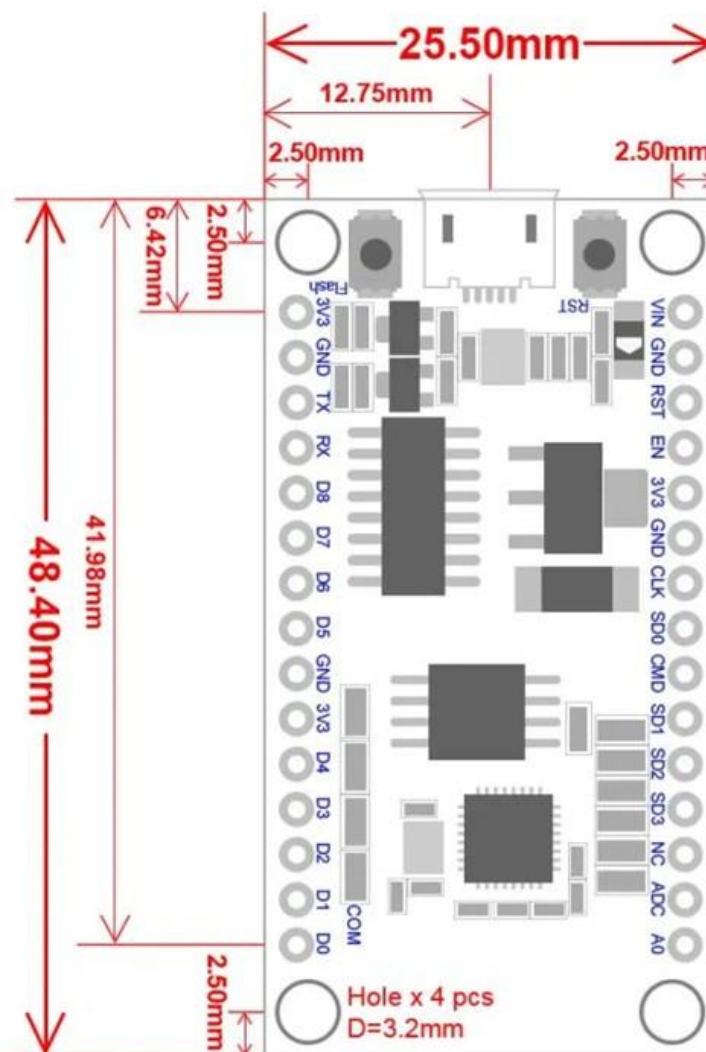 25.50mm
12.75mm
2.50mm
2.50mm
2.50mm
6.42mm
41.98mm
48.40mm
2.50mm
Flash
RST
3V3
GND
TX
RX
D8
D7
D6
D5
GND
3V3
D4
D3
D2
D1
D0
COM
VIN
GND
RST
EN
3V3
GND
CLK
SD0
CMD
SD1
SD2
SD3
NC
ADC
A0
Hole x 4 pcs
D=3.2mm